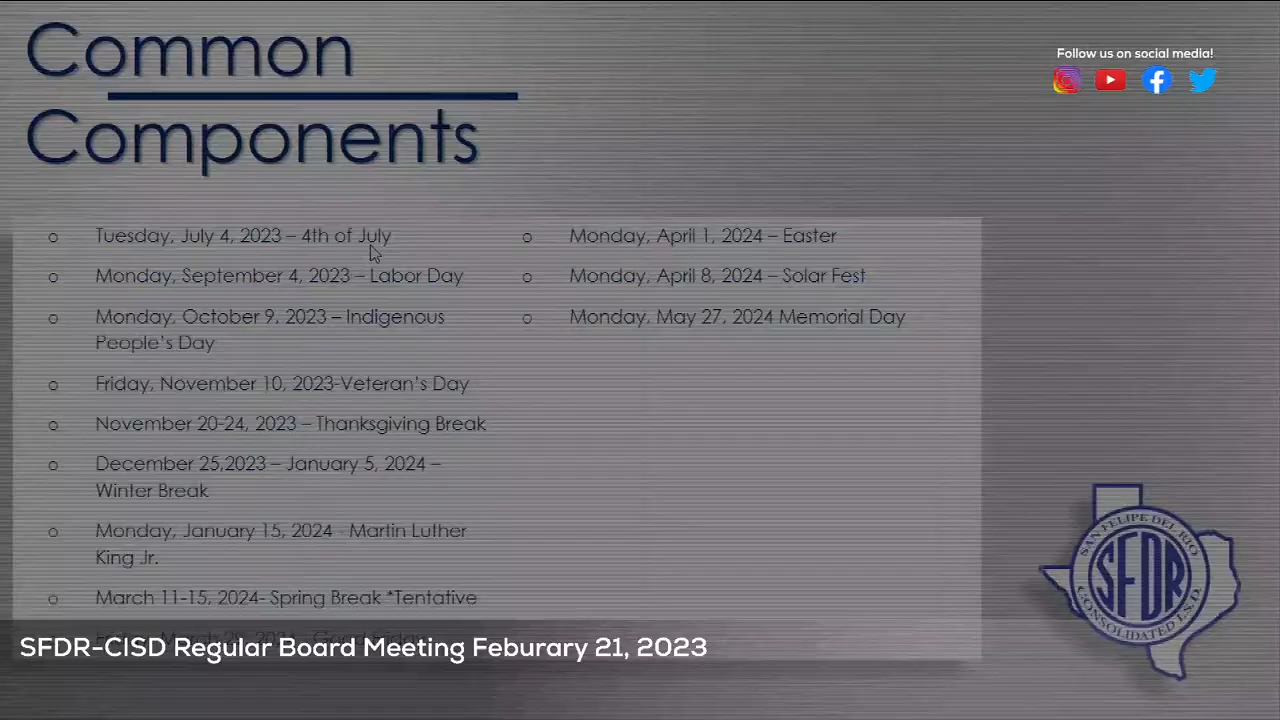 Common
Components
Follow us on social media!
o Tuesday, July 4, 2023 – 4th of July
o Monday, September 4, 2023 – Labor Day
o Monday, October 9, 2023 – Indigenous
People's Day
o Friday, November 10, 2023-Veteran's Day
o November 20-24, 2023 – Thanksgiving Break
o December 25,2023 – January 5, 2024 –
Winter Break
o Monday, January 15, 2024 - Martin Luther
King Jr.
o March 11-15, 2024- Spring Break *Tentative
o Monday, April 1, 2024 – Easter
o Monday, April 8, 2024 – Solar Fest
o Monday, May 27, 2024 Memorial Day
SAN FELIPE DEL RIO
SFDR
CONSOLIDATED I.S.D.
SFDR-CISD Regular Board Meeting Feburary 21, 2023